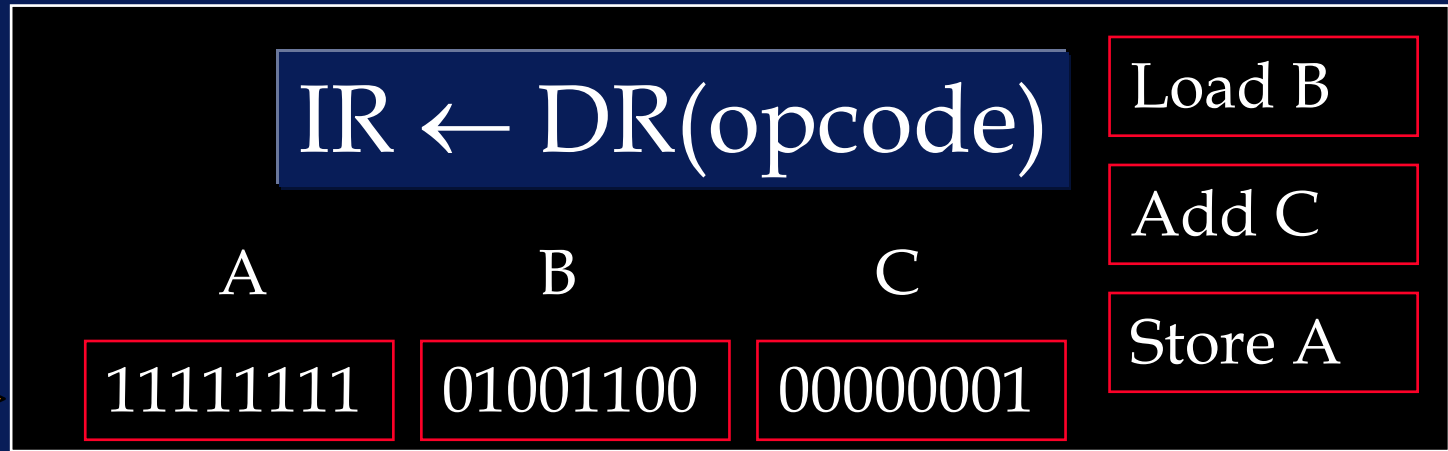 IR ← DR(opcode)
Load B
Add C
Store A
A B C
11111111 01001100 00000001